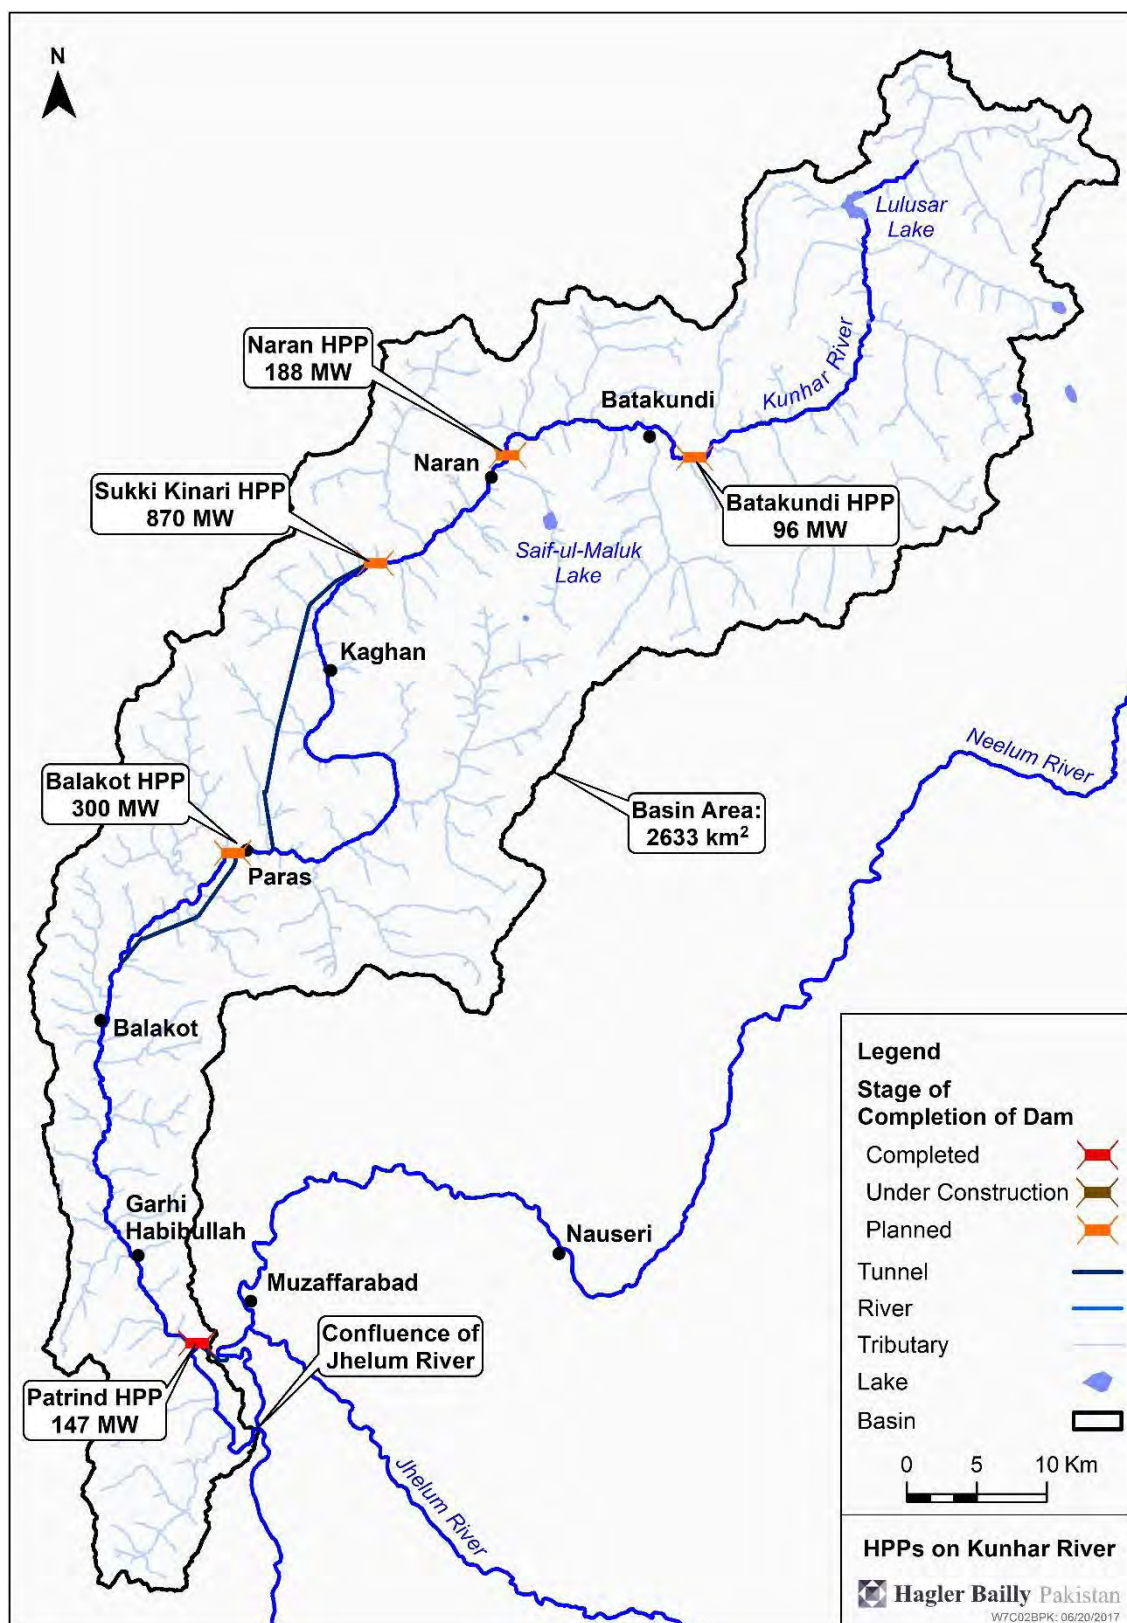 N
Lulusar
Lake
Kunhar River
Naran HPP
188 MW
Batakundi
Naran
Sukki Kinari HPP
870 MW
Batakundi HPP
96 MW
Saif-ul-Maluk
Lake
Kaghan
Neelum River
Balakot HPP
300 MW
Basin Area:
2633 km²
Paras
Balakot
Garhi
Habibullah
Nauseri
Muzaffarabad
Confluence of
Jhelum River
Patrind HPP
147 MW
Jhelum River
Legend
Stage of
Completion of Dam
Completed
Under Construction
Planned
Tunnel
River
Tributary
Lake
Basin
0 5 10 Km
HPPs on Kunhar River
Hagler Bailly Pakistan
W7C02BPK: 06/20/2017